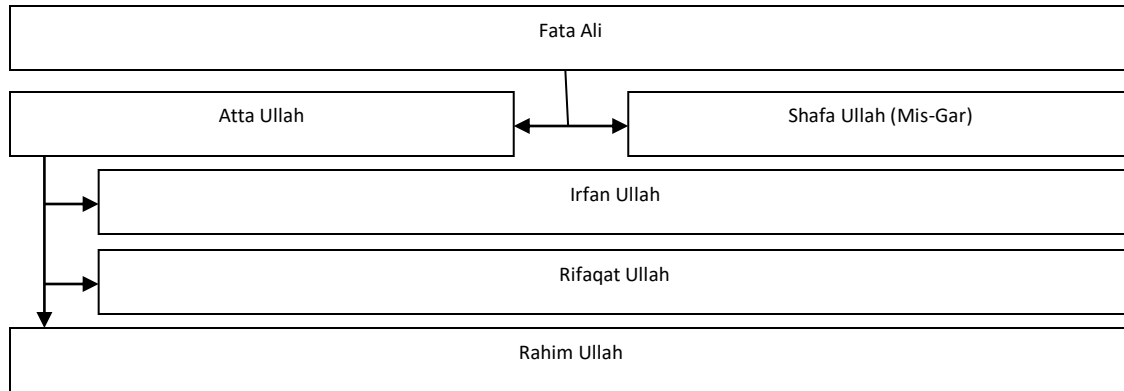 Fata Ali
Atta Ullah
Shafa Ullah (Mis-Gar)
Irfan Ullah
Rifaqat Ullah
Rahim Ullah